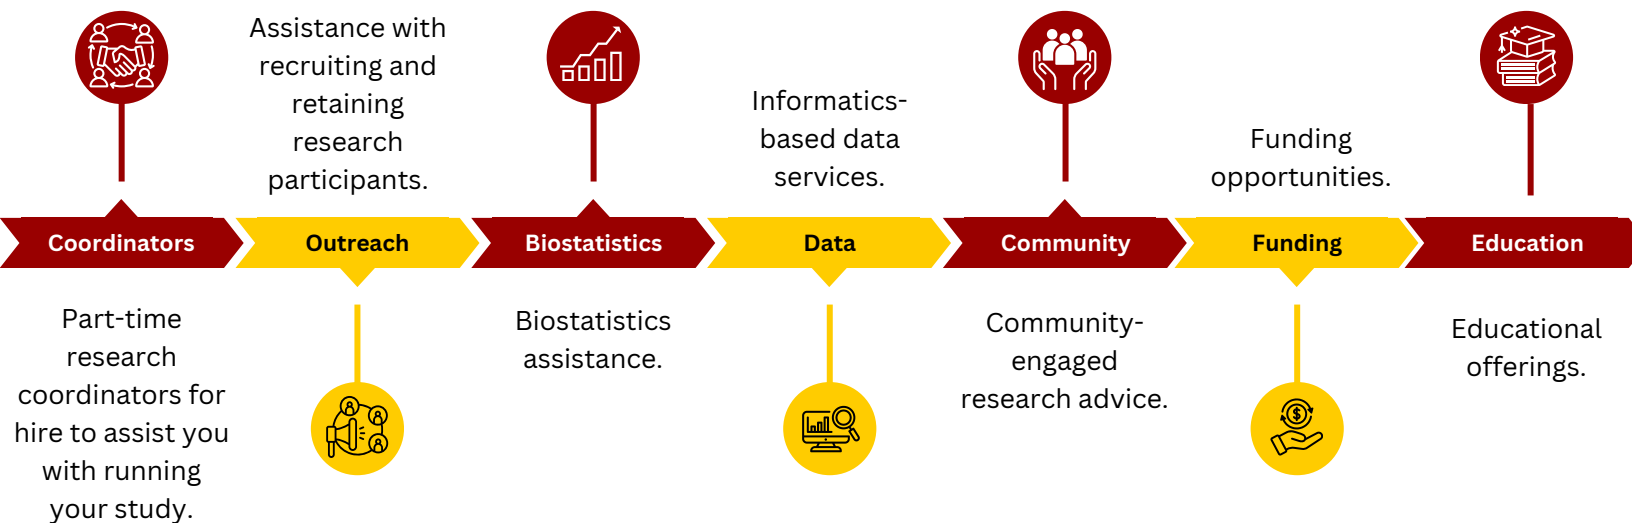 Assistance with
recruiting and
retaining
research
participants.
Informatics-
based data
services.
Funding
opportunities.
Coordinators
Outreach
Biostatistics
Data
Community
Funding
Education
Part-time
research
coordinators for
hire to assist you
with running
your study.
Biostatistics
assistance.
Community-
engaged
research advice.
Educational
offerings.
$